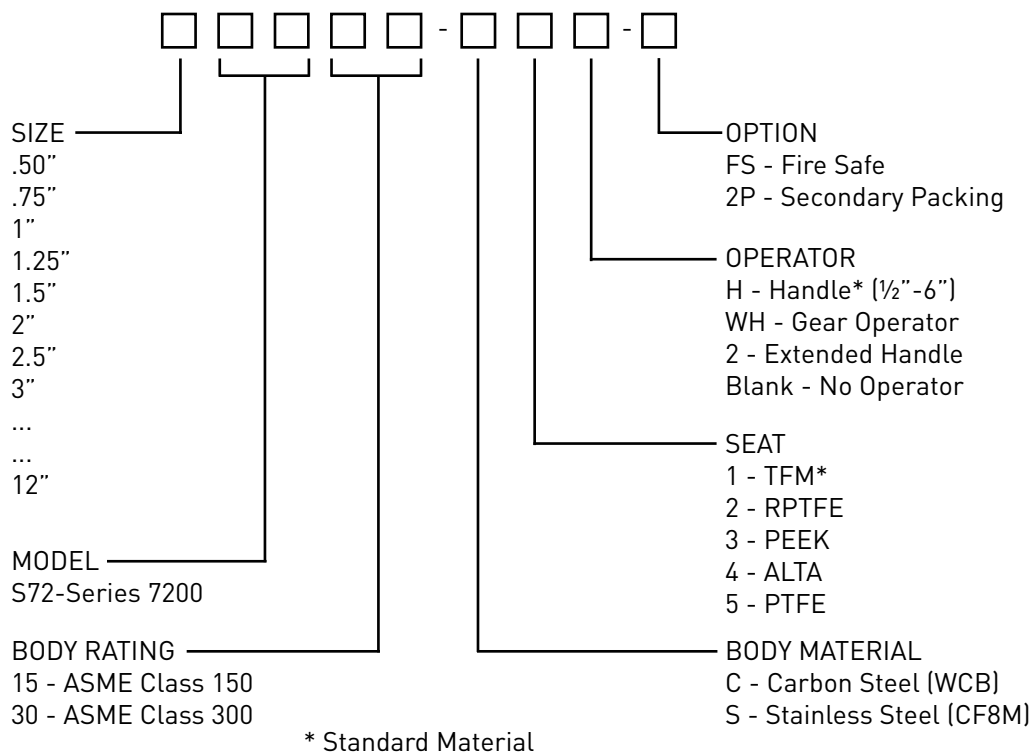 - -
SIZE
.50”
.75”
1”
1.25”
1.5”
2”
2.5”
3”
...
...
12”
MODEL
S72-Series 7200
BODY RATING
15 - ASME Class 150
30 - ASME Class 300
OPTION
FS - Fire Safe
2P - Secondary Packing
OPERATOR
H - Handle* (½”-6”)
WH - Gear Operator
2 - Extended Handle
Blank - No Operator
SEAT
1 - TFM*
2 - RPTFE
3 - PEEK
4 - ALTA
5 - PTFE
BODY MATERIAL
C - Carbon Steel (WCB)
S - Stainless Steel (CF8M)
* Standard Material